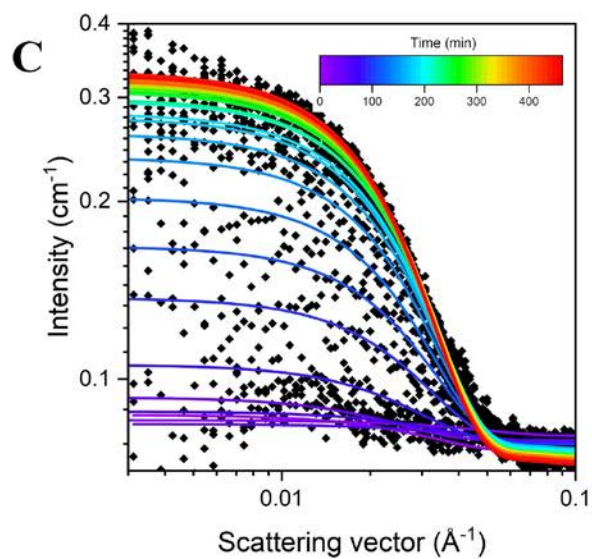 C
Time (min)
0 100 200 300 400
0.4
0.3
0.2
0.1
Intensity (cm⁻¹)
0.01 0.1
Scattering vector (Å⁻¹)